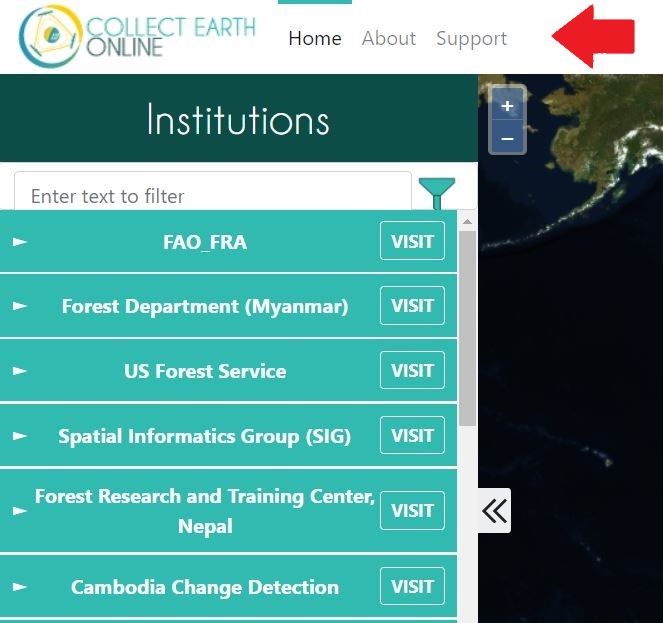 COLLECT EARTH
ONLINE
Home About Support
Institutions
+
−
Enter text to filter
FAO_FRA VISIT
Forest Department (Myanmar) VISIT
US Forest Service VISIT
Spatial Informatics Group (SIG) VISIT
Forest Research and Training Center,
Nepal VISIT
Cambodia Change Detection VISIT